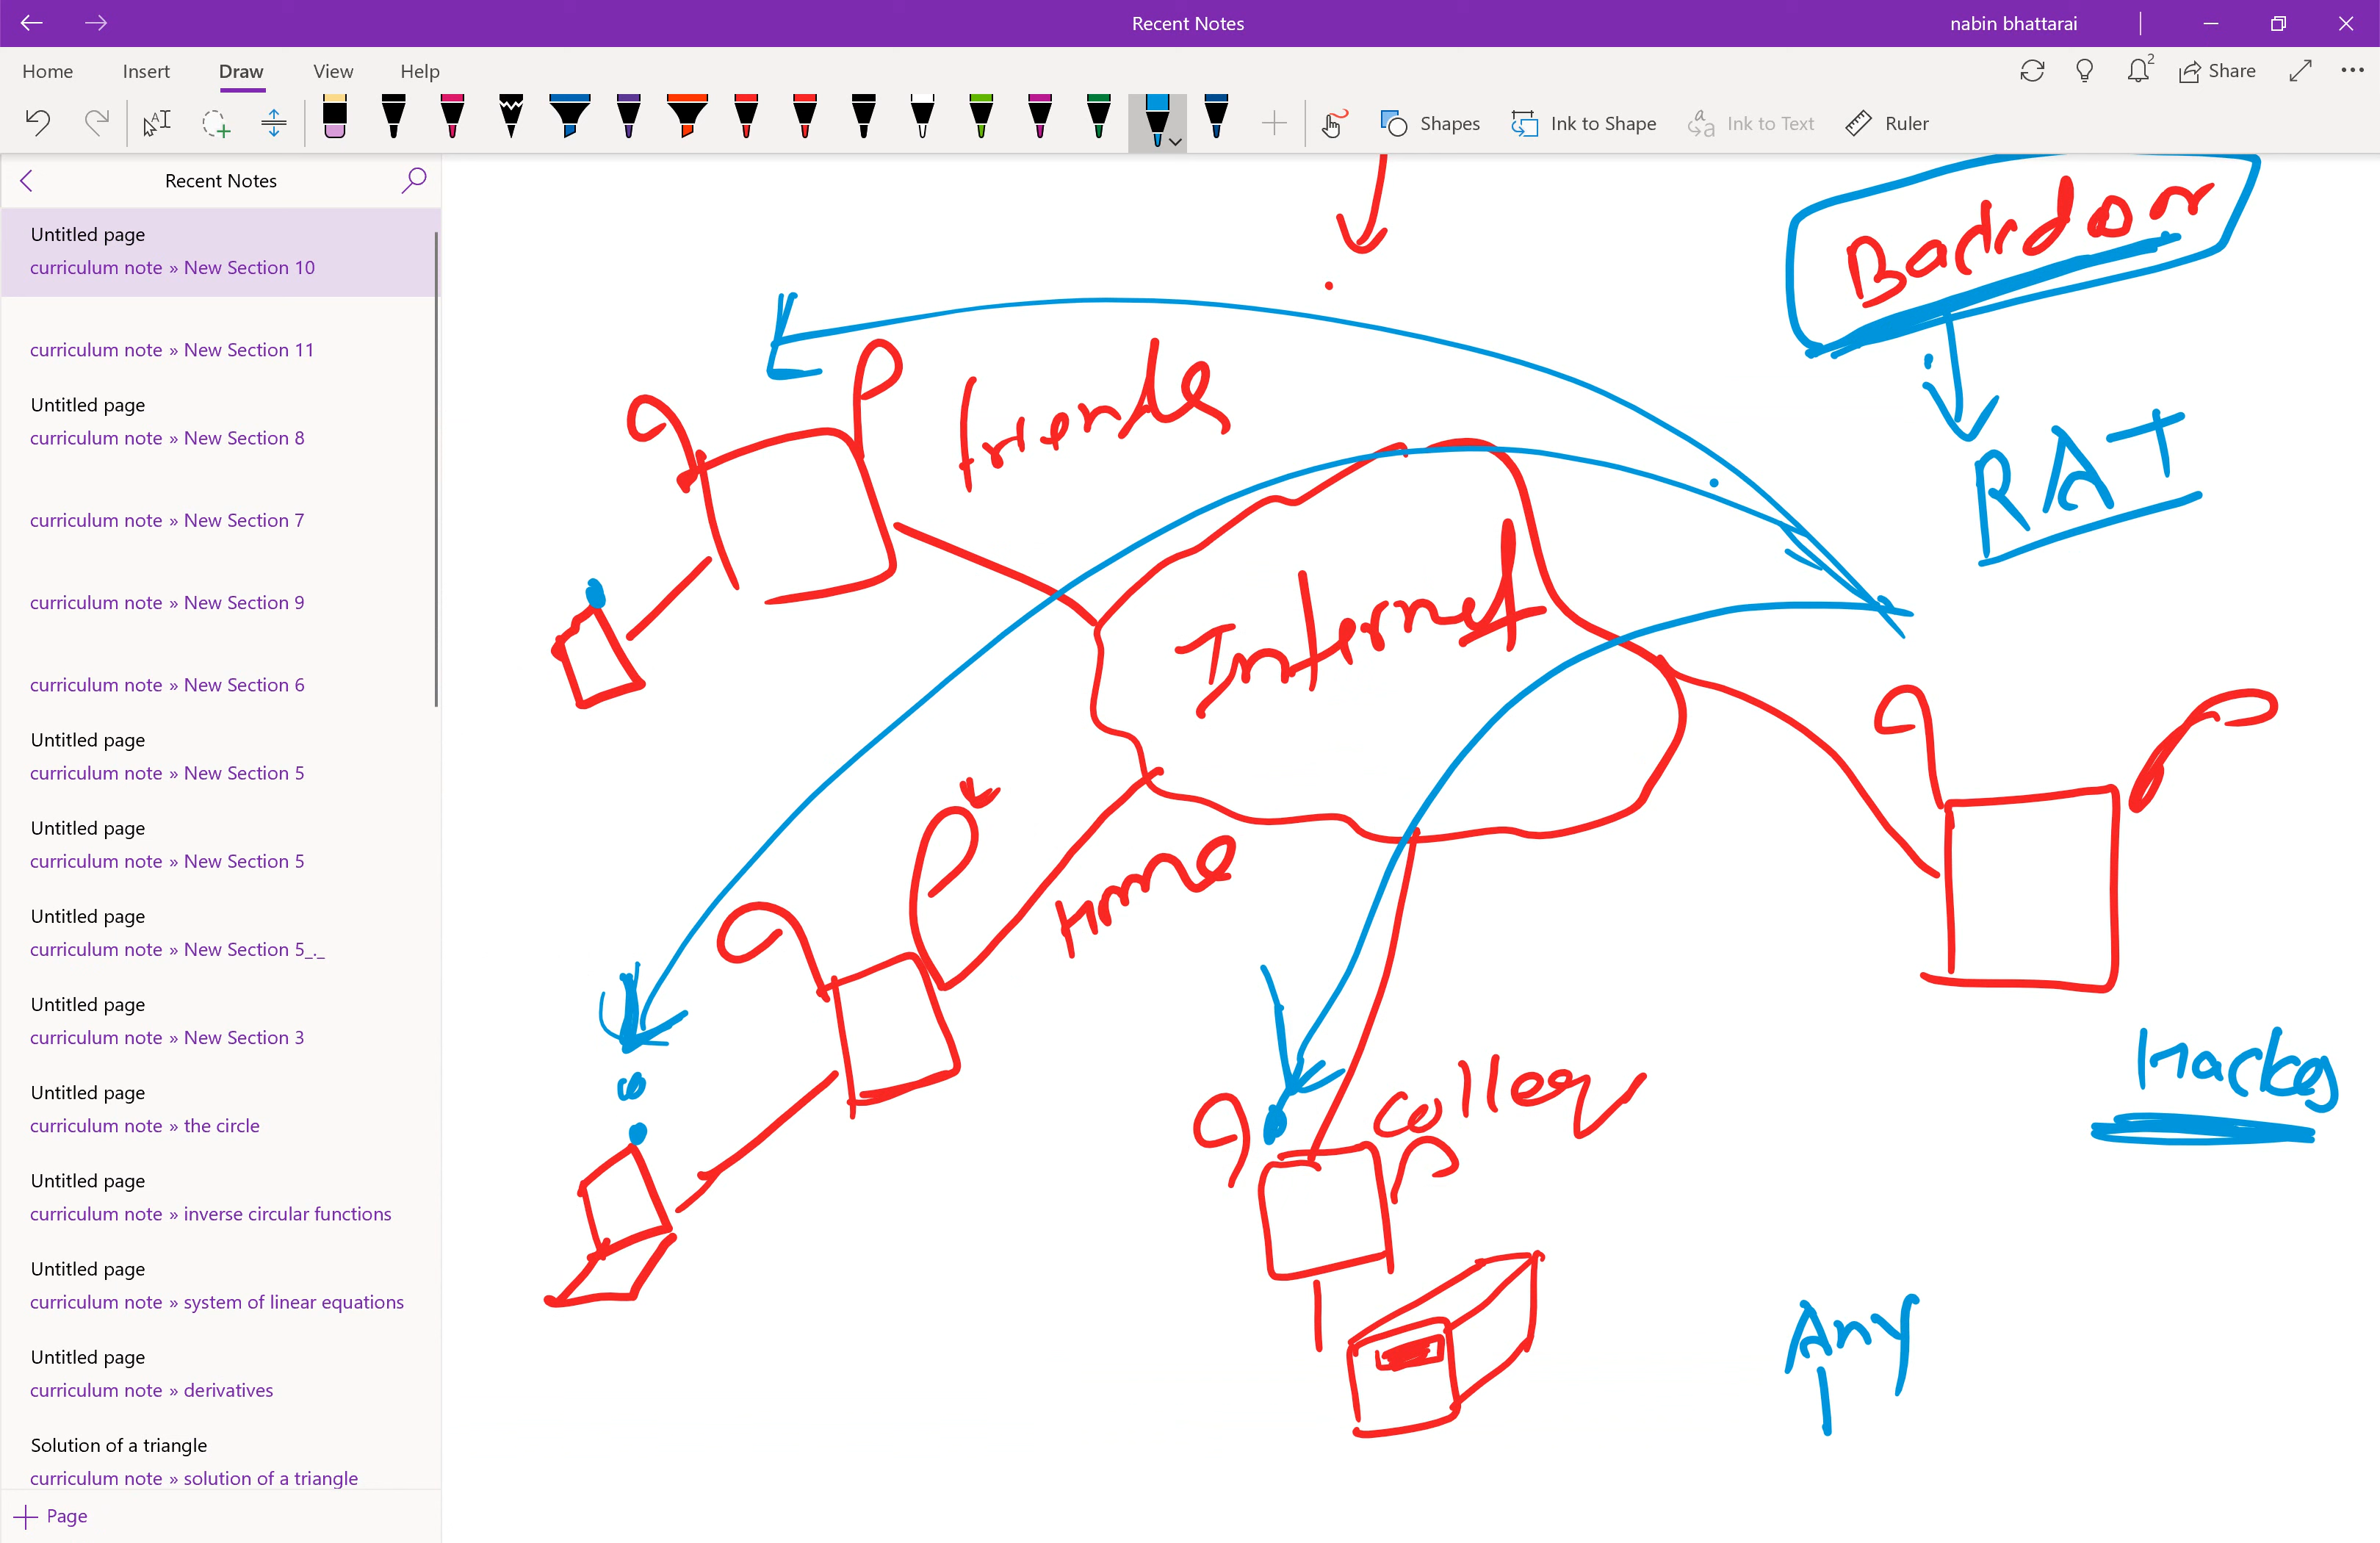 Recent Notes
nabin bhattarai
Home Insert Draw View Help
2 Share
Shapes Ink to Shape Ink to Text Ruler
Recent Notes
Untitled page
curriculum note » New Section 10
curriculum note » New Section 11
Untitled page
curriculum note » New Section 8
curriculum note » New Section 7
curriculum note » New Section 9
curriculum note » New Section 6
Untitled page
curriculum note » New Section 5
Untitled page
curriculum note » New Section 5
Untitled page
curriculum note » New Section 5_._
Untitled page
curriculum note » New Section 3
Untitled page
curriculum note » the circle
Untitled page
curriculum note » inverse circular functions
Untitled page
curriculum note » system of linear equations
Untitled page
curriculum note » derivatives
Solution of a triangle
curriculum note » solution of a triangle
Page
Backdoor
RAT
friends
Internet
Home
Hacker
Any